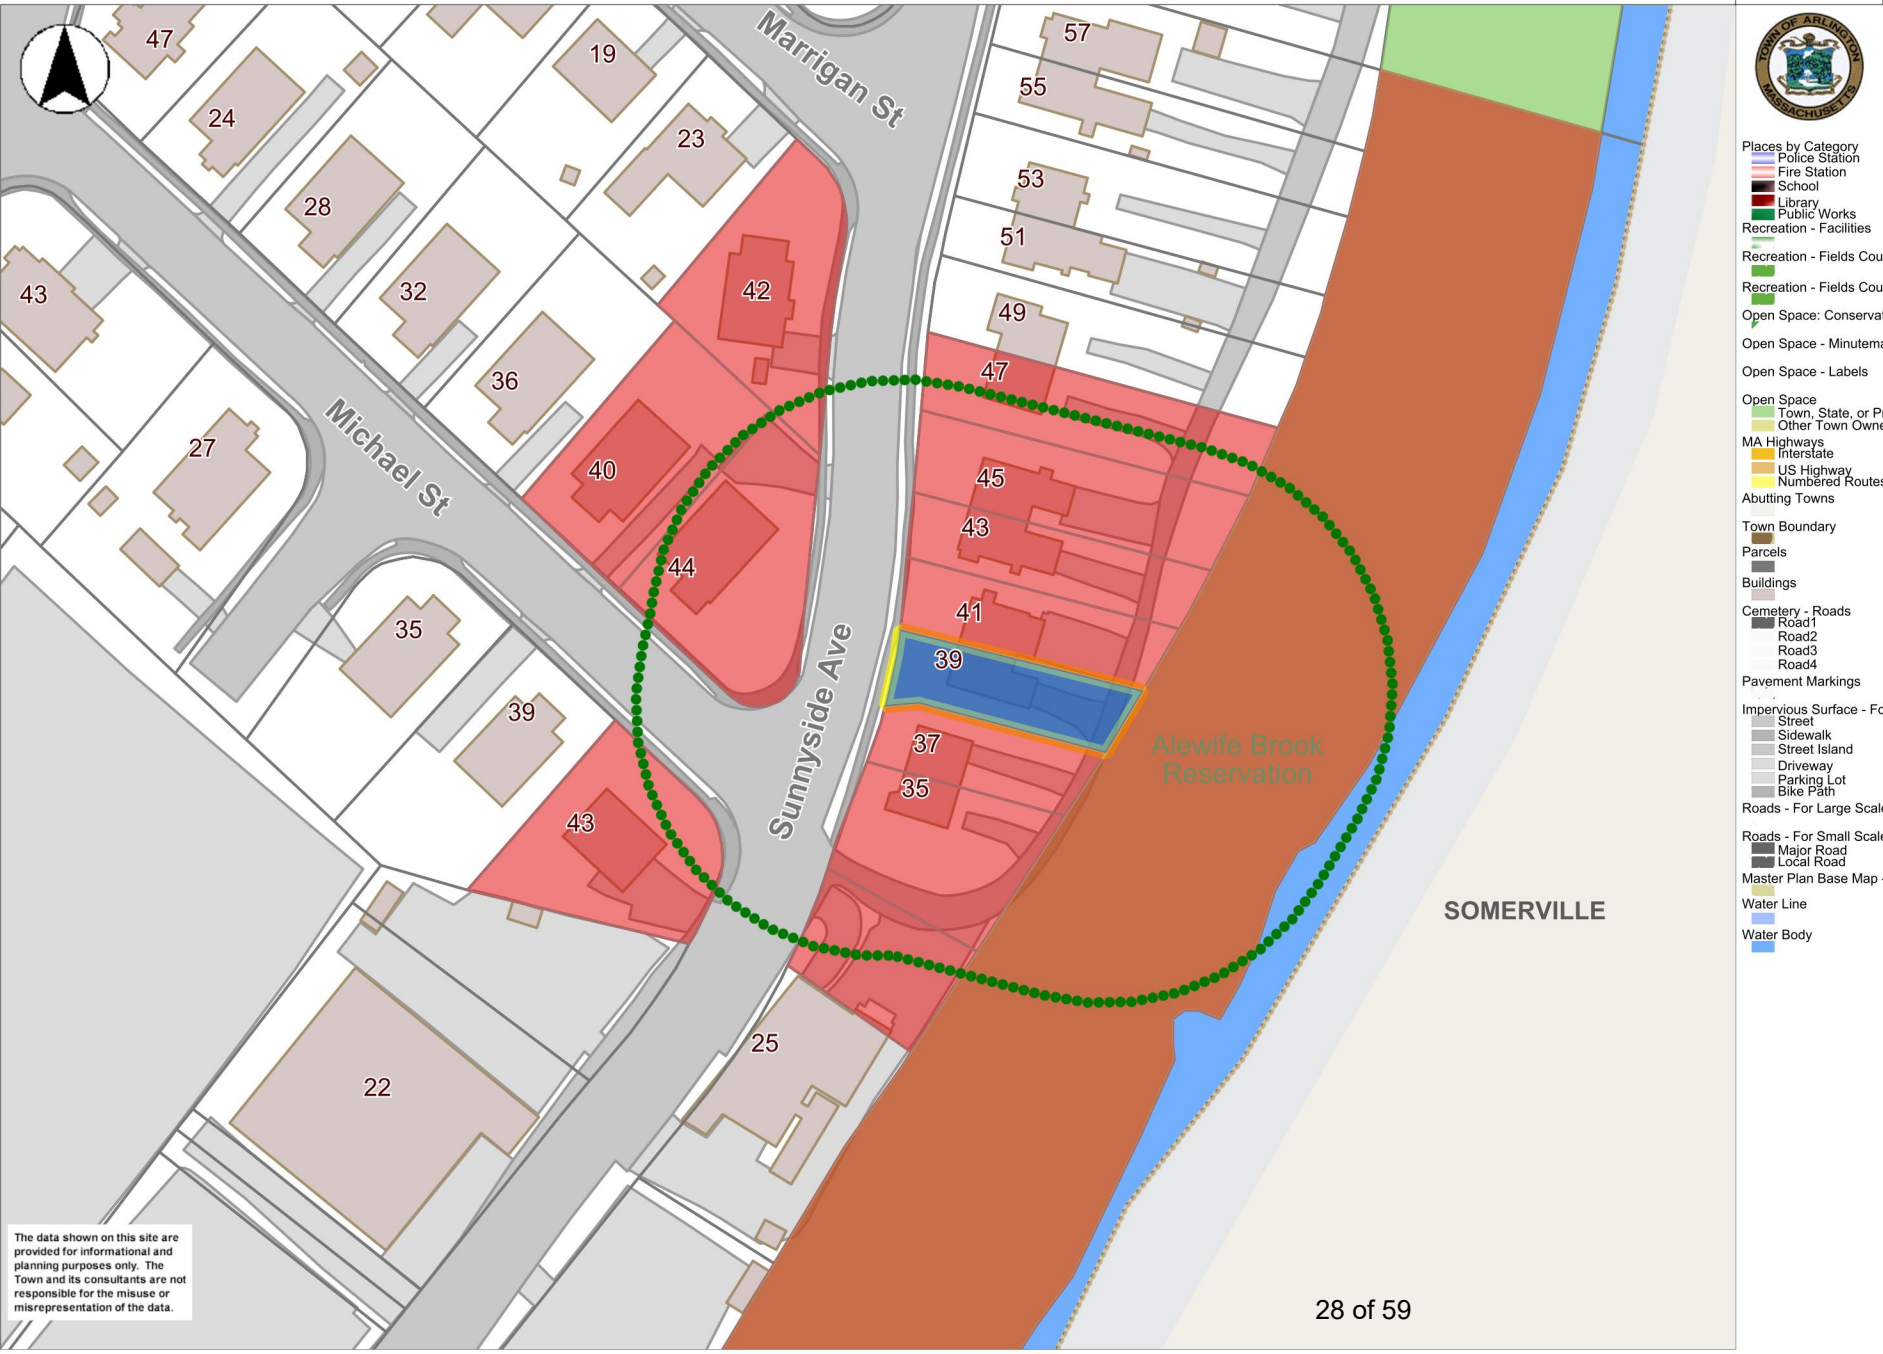 47
24
28
32
36
19
23
42
40
44
43
27
35
39
43
22
57
55
53
51
49
47
45
43
41
39
37
35
25
Marrigan St
Michael St
Sunnyside Ave
Alewife Brook
Reservation
SOMERVILLE
The data shown on this site are
provided for informational and
planning purposes only. The
Town and its consultants are not
responsible for the misuse or
misrepresentation of the data.
28 of 59
TOWN OF ARLINGTON
MASSACHUSETTS
Places by Category
Police Station
Fire Station
School
Library
Public Works
Recreation - Facilities
Recreation - Fields Cou
Recreation - Fields Cou
Open Space: Conserva
Open Space - Minutema
Open Space - Labels
Open Space
Town, State, or P
Other Town Owne
MA Highways
Interstate
US Highway
Numbered Routes
Abutting Towns
Town Boundary
Parcels
Buildings
Cemetery - Roads
Road1
Road2
Road3
Road4
Pavement Markings
Impervious Surface - Fo
Street
Sidewalk
Street Island
Driveway
Parking Lot
Bike Path
Roads - For Large Scale
Roads - For Small Scale
Major Road
Local Road
Master Plan Base Map -
Water Line
Water Body